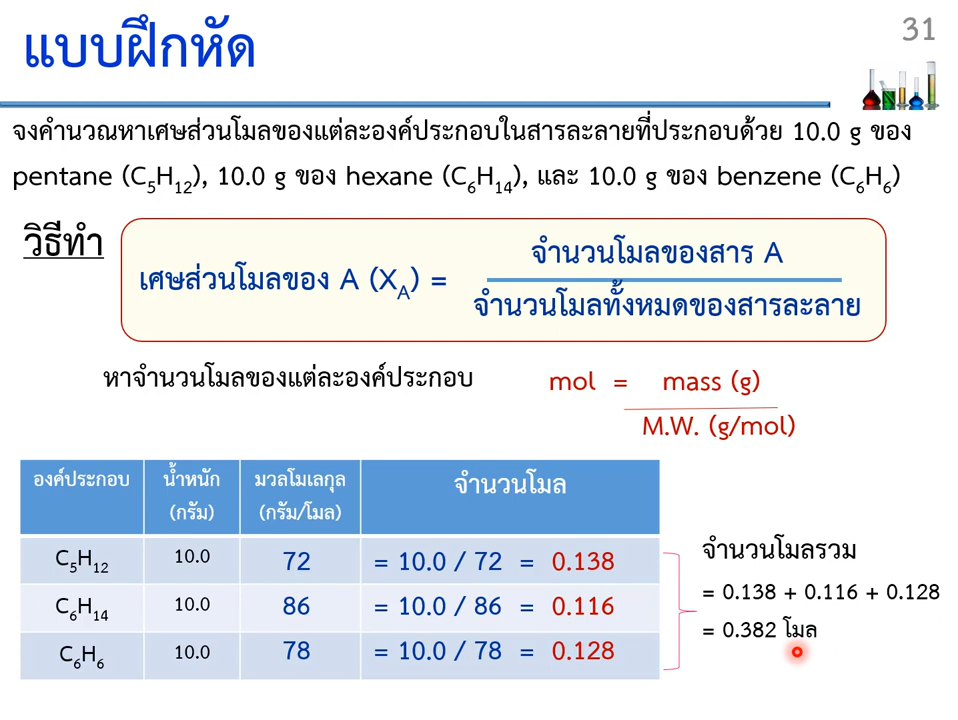 31
แบบฝึกหัด
จงคำนวณหาเศษส่วนโมลของแต่ละองค์ประกอบในสารละลายที่ประกอบด้วย 10.0 g ของ
pentane (C5H12), 10.0 g ของ hexane (C6H14), และ 10.0 g ของ benzene (C6H6)
วิธีทำ
เศษส่วนโมลของ A (XA) =
จำนวนโมลของสาร A
จำนวนโมลทั้งหมดของสารละลาย
หาจำนวนโมลของแต่ละองค์ประกอบ
mol = mass (g)
M.W. (g/mol)
องค์ประกอบ น้ำหนัก (กรัม) มวลโมเลกุล (กรัม/โมล) จำนวนโมล
C5H12 10.0 72 = 10.0 / 72 = 0.138
C6H14 10.0 86 = 10.0 / 86 = 0.116
C6H6 10.0 78 = 10.0 / 78 = 0.128
จำนวนโมลรวม
= 0.138 + 0.116 + 0.128
= 0.382 โมล